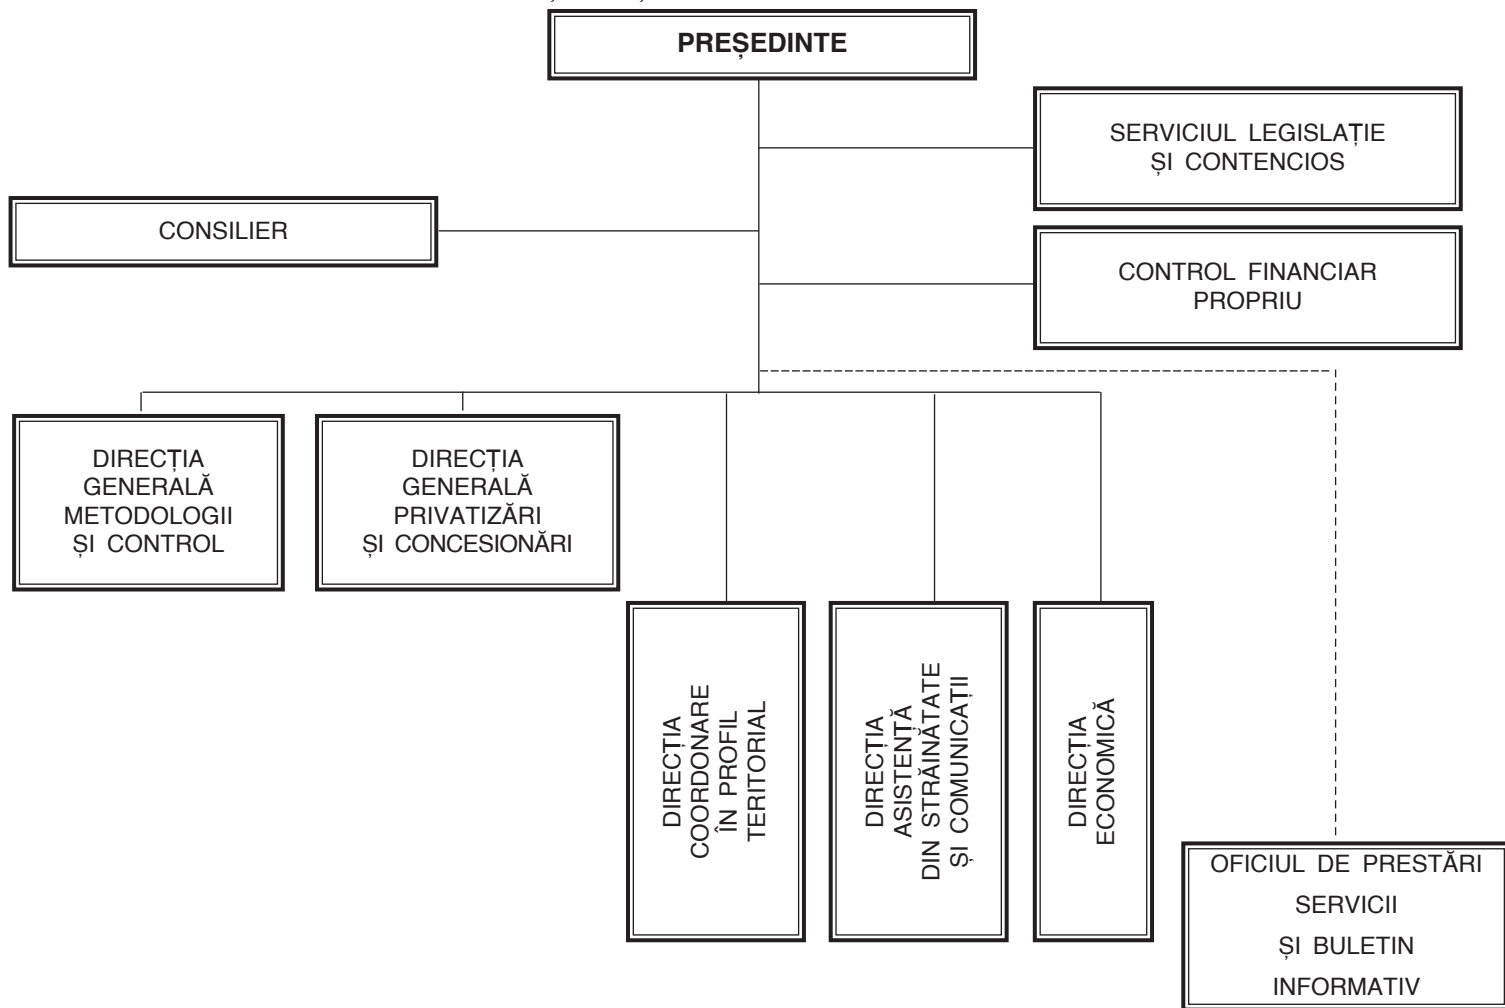 PREȘEDINTE
SERVICIUL LEGISLAȚIE
ȘI CONTENCIOS
CONSILIER
CONTROL FINANCIAR
PROPRIU
DIRECȚIA
GENERALĂ
METODOLOGII
ȘI CONTROL
DIRECȚIA
GENERALĂ
PRIVATIZĂRI
ȘI CONCESIONĂRI
DIRECȚIA
COORDONARE
ÎN PROFIL
TERITORIAL
DIRECȚIA
ASISTENȚĂ
DIN STRĂINĂTATE
ȘI COMUNICAȚII
DIRECȚIA
ECONOMICĂ
OFICIUL DE PRESTĂRI
SERVICII
ȘI BULETIN
INFORMATIV